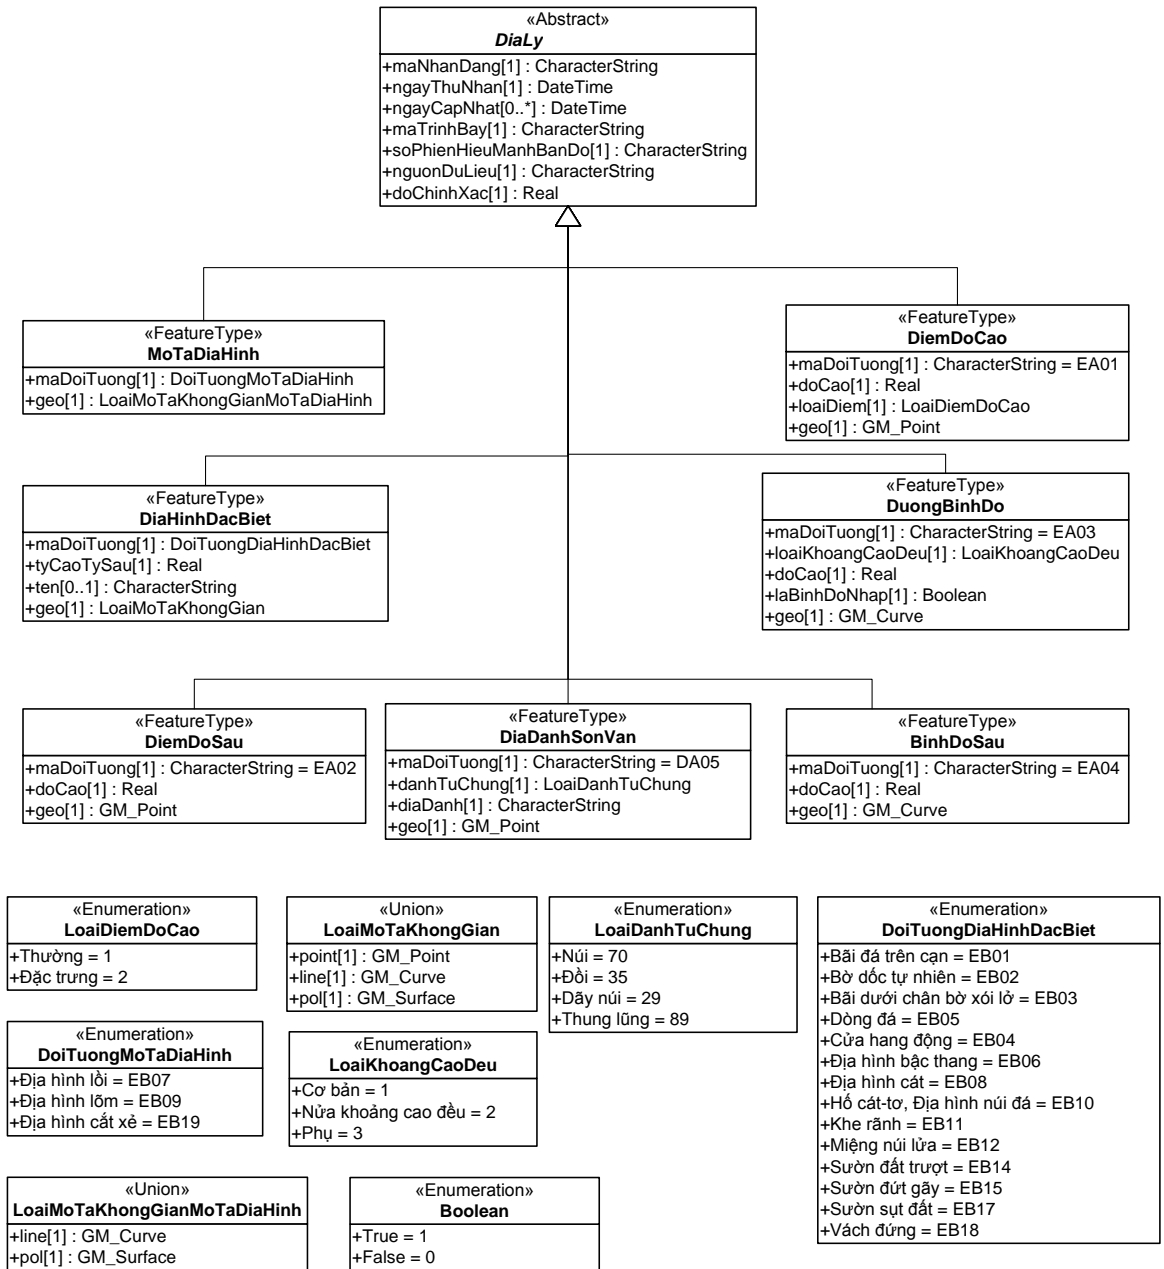 «Abstract»
DiaLy
+maNhanDang[1] : CharacterString
+ngayThuNhan[1] : DateTime
+ngayCapNhat[0..*] : DateTime
+maTrinhBay[1] : CharacterString
+soPhienHieuManhBanDo[1] : CharacterString
+nguonDuLieu[1] : CharacterString
+doChinhXac[1] : Real
«FeatureType»
MoTaDiaHinh
+maDoiTuong[1] : DoiTuongMoTaDiaHinh
+geo[1] : LoaiMoTaKhongGianMoTaDiaHinh
«FeatureType»
DiemDoCao
+maDoiTuong[1] : CharacterString = EA01
+doCao[1] : Real
+loaiDiem[1] : LoaiDiemDoCao
+geo[1] : GM_Point
«FeatureType»
DiaHinhDacBiet
+maDoiTuong[1] : DoiTuongDiaHinhDacBiet
+tyCaoTySau[1] : Real
+ten[0..1] : CharacterString
+geo[1] : LoaiMoTaKhongGian
«FeatureType»
DuongBinhDo
+maDoiTuong[1] : CharacterString = EA03
+loaiKhoangCaoDeu[1] : LoaiKhoangCaoDeu
+doCao[1] : Real
+laBinhDoNhap[1] : Boolean
+geo[1] : GM_Curve
«FeatureType»
DiemDoSau
+maDoiTuong[1] : CharacterString = EA02
+doCao[1] : Real
+geo[1] : GM_Point
«FeatureType»
DiaDanhSonVan
+maDoiTuong[1] : CharacterString = DA05
+danhTuChung[1] : LoaiDanhTuChung
+diaDanh[1] : CharacterString
+geo[1] : GM_Point
«FeatureType»
BinhDoSau
+maDoiTuong[1] : CharacterString = EA04
+doCao[1] : Real
+geo[1] : GM_Curve
«Enumeration»
LoaiDiemDoCao
+Thường = 1
+Đặc trưng = 2
«Union»
LoaiMoTaKhongGian
+point[1] : GM_Point
+line[1] : GM_Curve
+pol[1] : GM_Surface
«Enumeration»
LoaiDanhTuChung
+Núi = 70
+Đồi = 35
+Dãy núi = 29
+Thung lũng = 89
«Enumeration»
DoiTuongDiaHinhDacBiet
+Bãi đá trên cạn = EB01
+Bờ dốc tự nhiên = EB02
+Bãi dưới chân bờ xói lở = EB03
+Dòng đá = EB05
+Cửa hang động = EB04
+Địa hình bậc thang = EB06
+Địa hình cát = EB08
+Hố cát-tơ, Địa hình núi đá = EB10
+Khe rãnh = EB11
+Miệng núi lửa = EB12
+Sườn đất trượt = EB14
+Sườn đứt gãy = EB15
+Sườn sụt đất = EB17
+Vách đứng = EB18
«Enumeration»
DoiTuongMoTaDiaHinh
+Địa hình lồi = EB07
+Địa hình lõm = EB09
+Địa hình cắt xẻ = EB19
«Enumeration»
LoaiKhoangCaoDeu
+Cơ bản = 1
+Nửa khoảng cao đều = 2
+Phụ = 3
«Union»
LoaiMoTaKhongGianMoTaDiaHinh
+line[1] : GM_Curve
+pol[1] : GM_Surface
«Enumeration»
Boolean
+True = 1
+False = 0